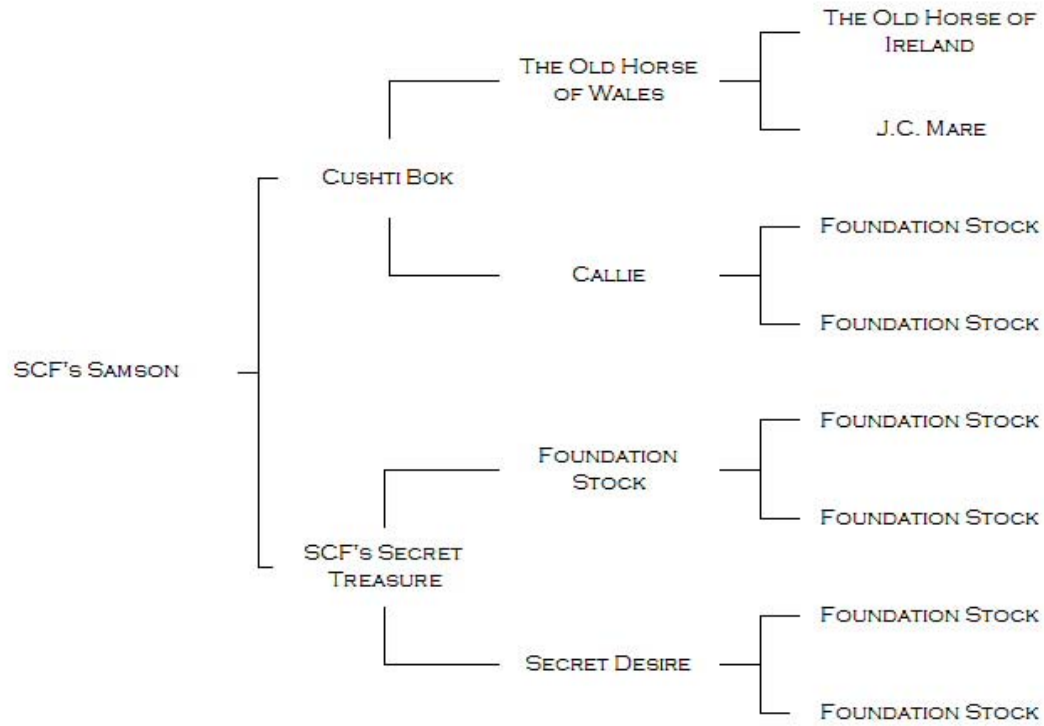 The Old Horse of
Ireland
The Old Horse
of Wales
J.C. Mare
Cushti Bok
Foundation Stock
Callie
Foundation Stock
SCF's Samson
Foundation Stock
Foundation
Stock
Foundation Stock
SCF's Secret
Treasure
Foundation Stock
Secret Desire
Foundation Stock